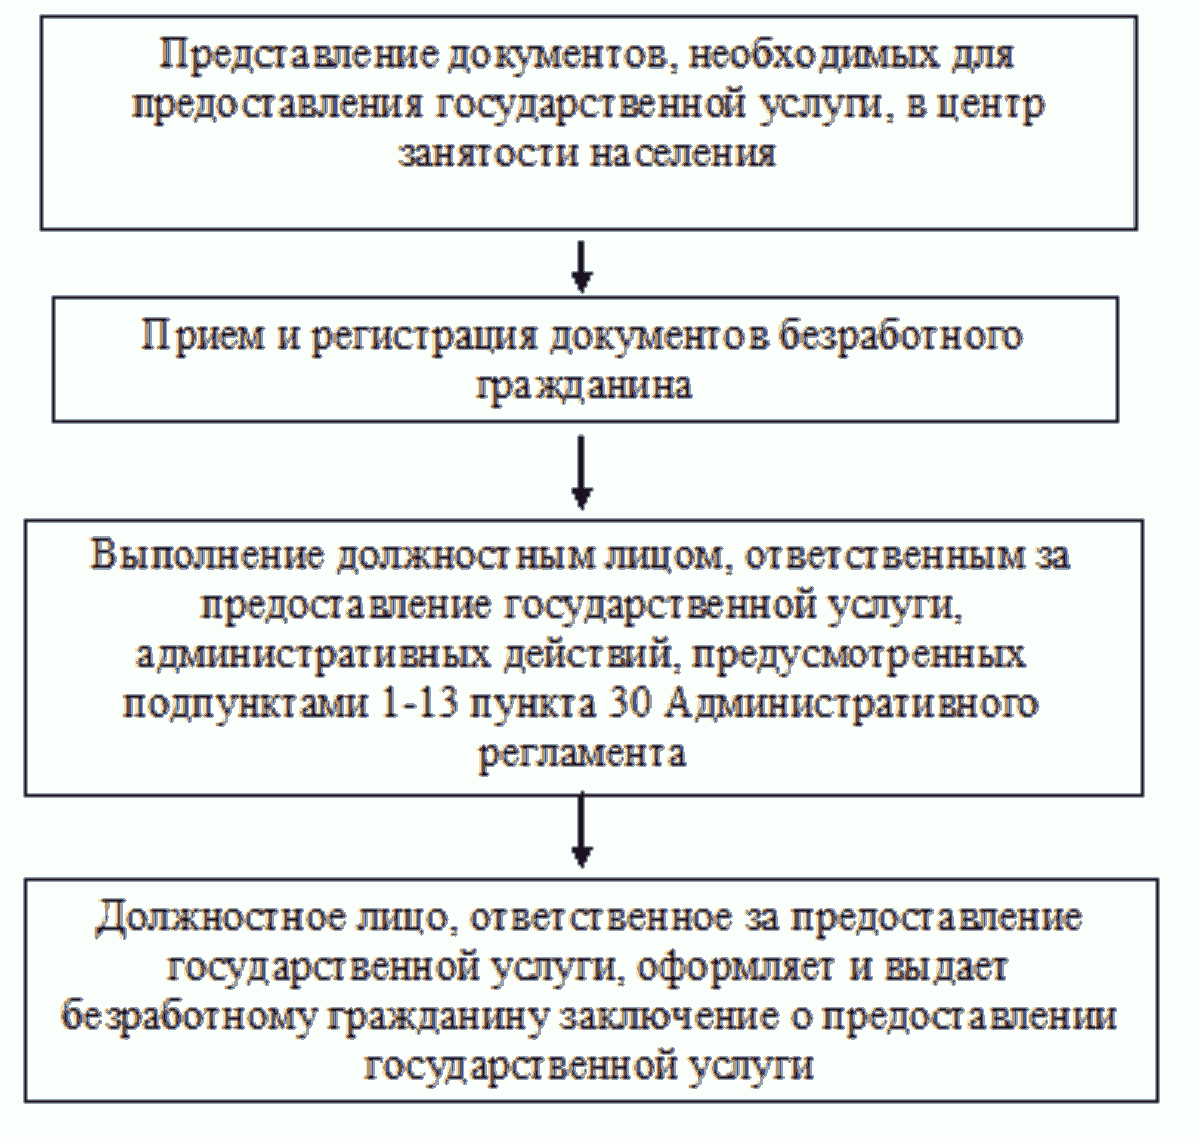 Представление документов, необходимых для
предоставления государственной услуги, в центр
занятости населения
Прием и регистрация документов безработного
гражданина
Выполнение должностным лицом, ответственным за
предоставление государственной услуги,
административных действий, предусмотренных
подпунктами 1-13 пункта 30 Административного
регламента
Должностное лицо, ответственное за предоставление
государственной услуги, оформляет и выдает
безработному гражданину заключение о предоставлении
государственной услуги